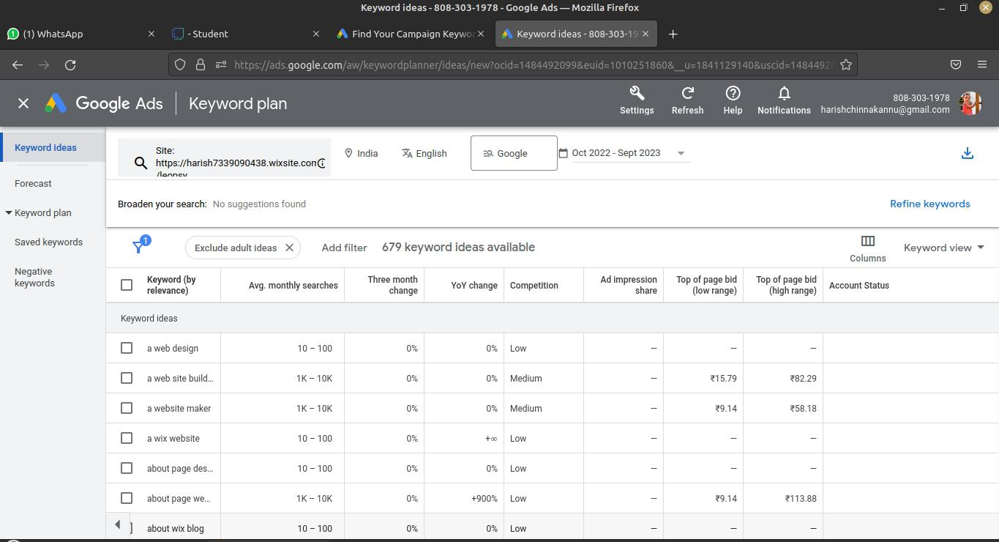 Keyword ideas - 808-303-1978 - Google Ads — Mozilla Firefox
(1) WhatsApp
- Student
Find Your Campaign Keywor
Keyword ideas - 808-303-19
https://ads.google.com/aw/keywordplanner/ideas/new?ocid=1484492099&euid=1010251860&__u=1841129140&uscid=14844920
Google Ads
Keyword plan
Settings
Refresh
Help
Notifications
808-303-1978
harishchinnakannu@gmail.com
Keyword ideas
Forecast
Keyword plan
Saved keywords
Negative
keywords
Site:
https://harish7339090438.wixsite.com
/leopsy
India
English
Google
Oct 2022 - Sept 2023
Broaden your search: No suggestions found
Refine keywords
1
Exclude adult ideas
Add filter
679 keyword ideas available
Columns
Keyword view
Keyword (by
relevance)
Avg. monthly searches
Three month
change
YoY change
Competition
Ad impression
share
Top of page bid
(low range)
Top of page bid
(high range)
Account Status
Keyword ideas
a web design 10 – 100 0% 0% Low — — —
a web site build... 1K – 10K 0% 0% Medium — ₹15.79 ₹82.29
a website maker 1K – 10K 0% 0% Medium — ₹9.14 ₹58.18
a wix website 10 – 100 0% +∞ Low — — —
about page des... 10 – 100 0% 0% Low — — —
about page we... 1K – 10K 0% +900% Low — ₹9.14 ₹113.88
about wix blog 10 – 100 0% 0% Low — — —